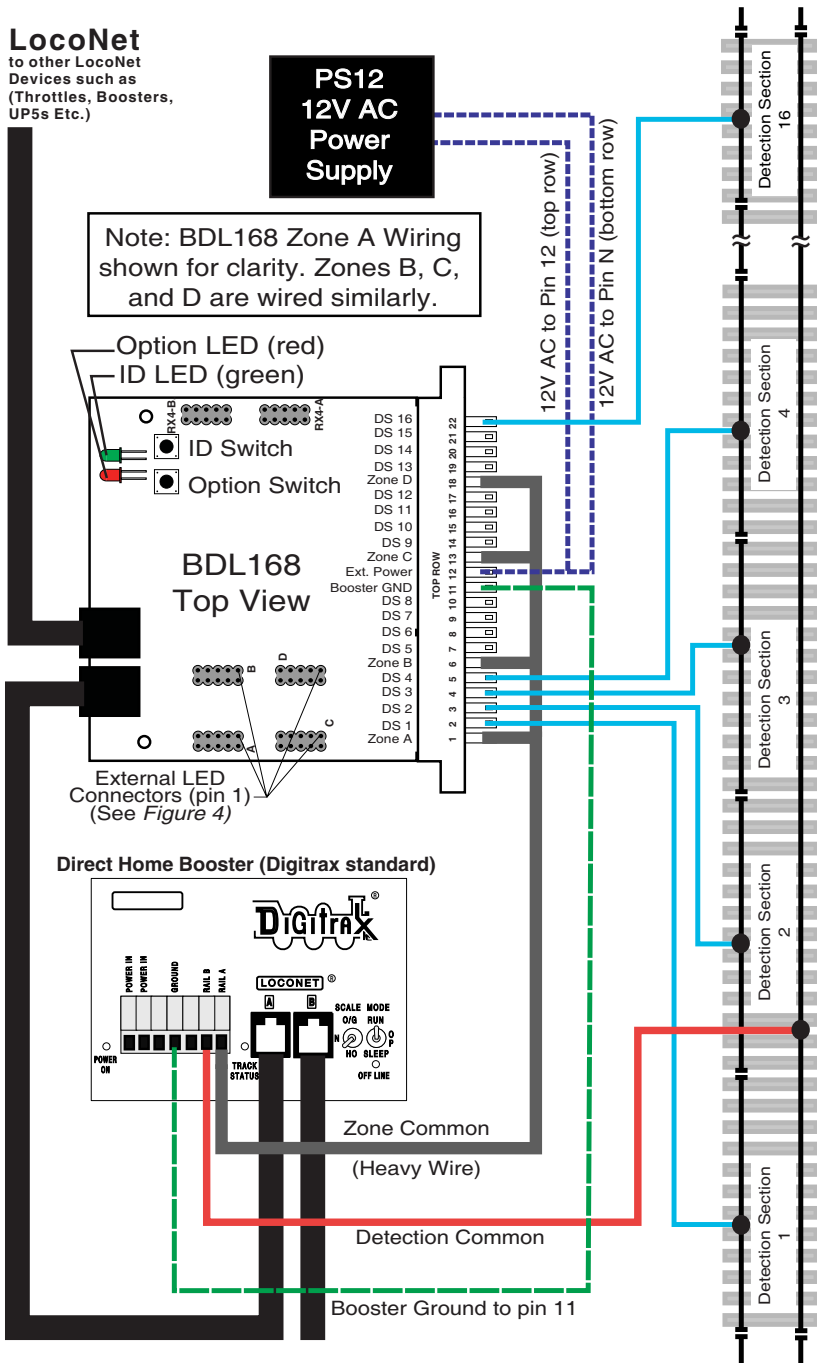 LocoNet
to other LocoNet
Devices such as
(Throttles, Boosters,
UP5s Etc.)
PS12
12V AC
Power
Supply
Note: BDL168 Zone A Wiring
shown for clarity. Zones B, C,
and D are wired similarly.
12V AC to Pin 12 (top row)
12V AC to Pin N (bottom row)
Option LED (red)
ID LED (green)
RX4-B
RX4-A
ID Switch
Option Switch
BDL168
Top View
DS 16
DS 15
DS 14
DS 13
Zone D
DS 12
DS 11
DS 10
DS 9
Zone C
Ext. Power
Booster GND
DS 8
DS 7
DS 6
DS 5
Zone B
DS 4
DS 3
DS 2
DS 1
Zone A
TOP ROW
22
21
20
19
18
17
16
15
14
13
12
11
10
9
8
7
6
5
4
3
2
1
B
D
A
C
External LED
Connectors (pin 1)
(See Figure 4)
Direct Home Booster (Digitrax standard)
DiGitraX ®
Inc.
LOCONET ®
POWER IN
POWER IN
GROUND
RAIL B
RAIL A
A
B
SCALE
O/G
N
HO
MODE
RUN
OP
SLEEP
OFF LINE
POWER
ON
TRACK
STATUS
Zone Common
(Heavy Wire)
Detection Common
Booster Ground to pin 11
Detection Section
16
Detection Section
4
Detection Section
3
Detection Section
2
Detection Section
1